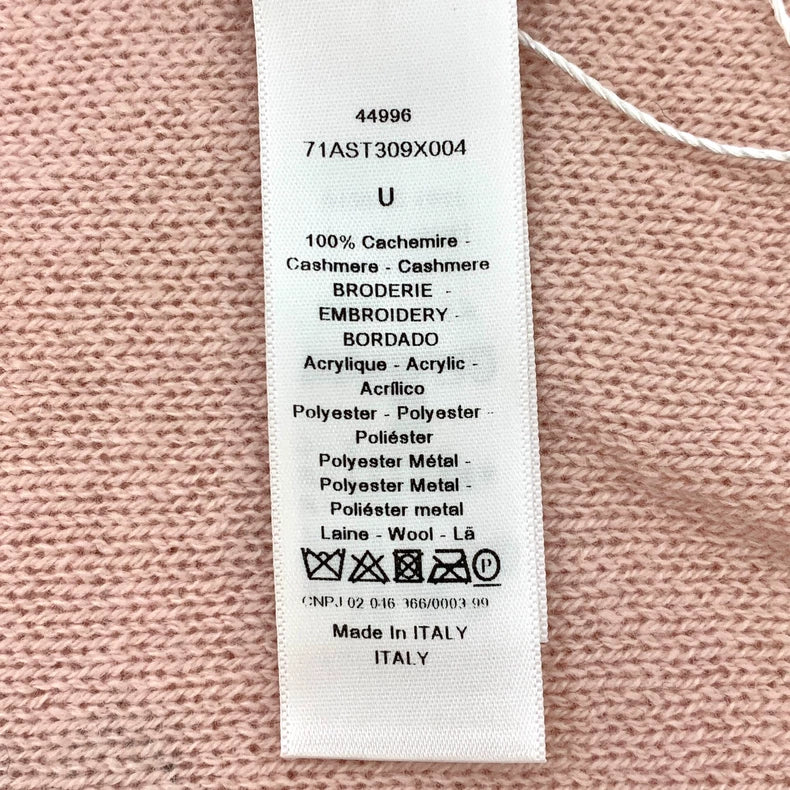 44996
71AST309X004
U
100% Cachemire -
Cashmere - Cashmere
BRODERIE -
EMBROIDERY -
BORDADO
Acrylique - Acrylic -
Acrílico
Polyester - Polyester -
Poliéster
Polyester Métal -
Polyester Metal -
Poliéster metal
Laine - Wool - Lã
P
CNPJ 02 046 366/0003 99
Made In ITALY
ITALY